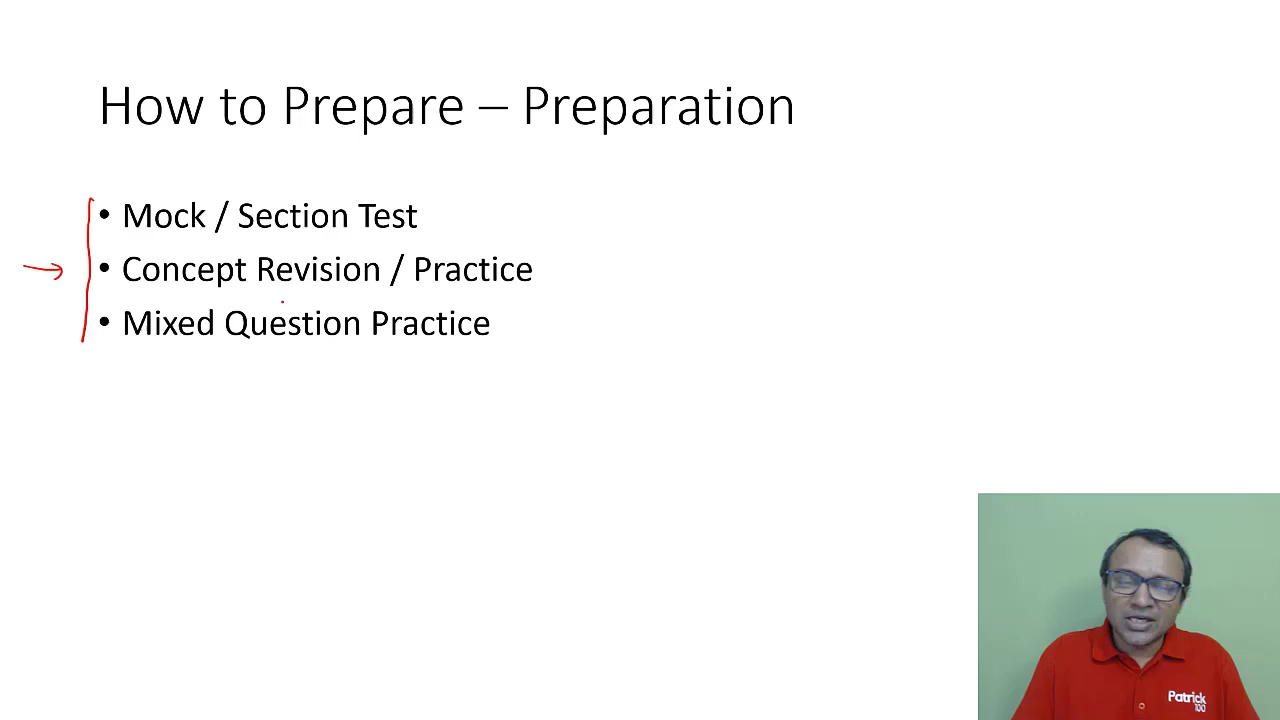 How to Prepare – Preparation
• Mock / Section Test
• Concept Revision / Practice
• Mixed Question Practice
Patrick
100